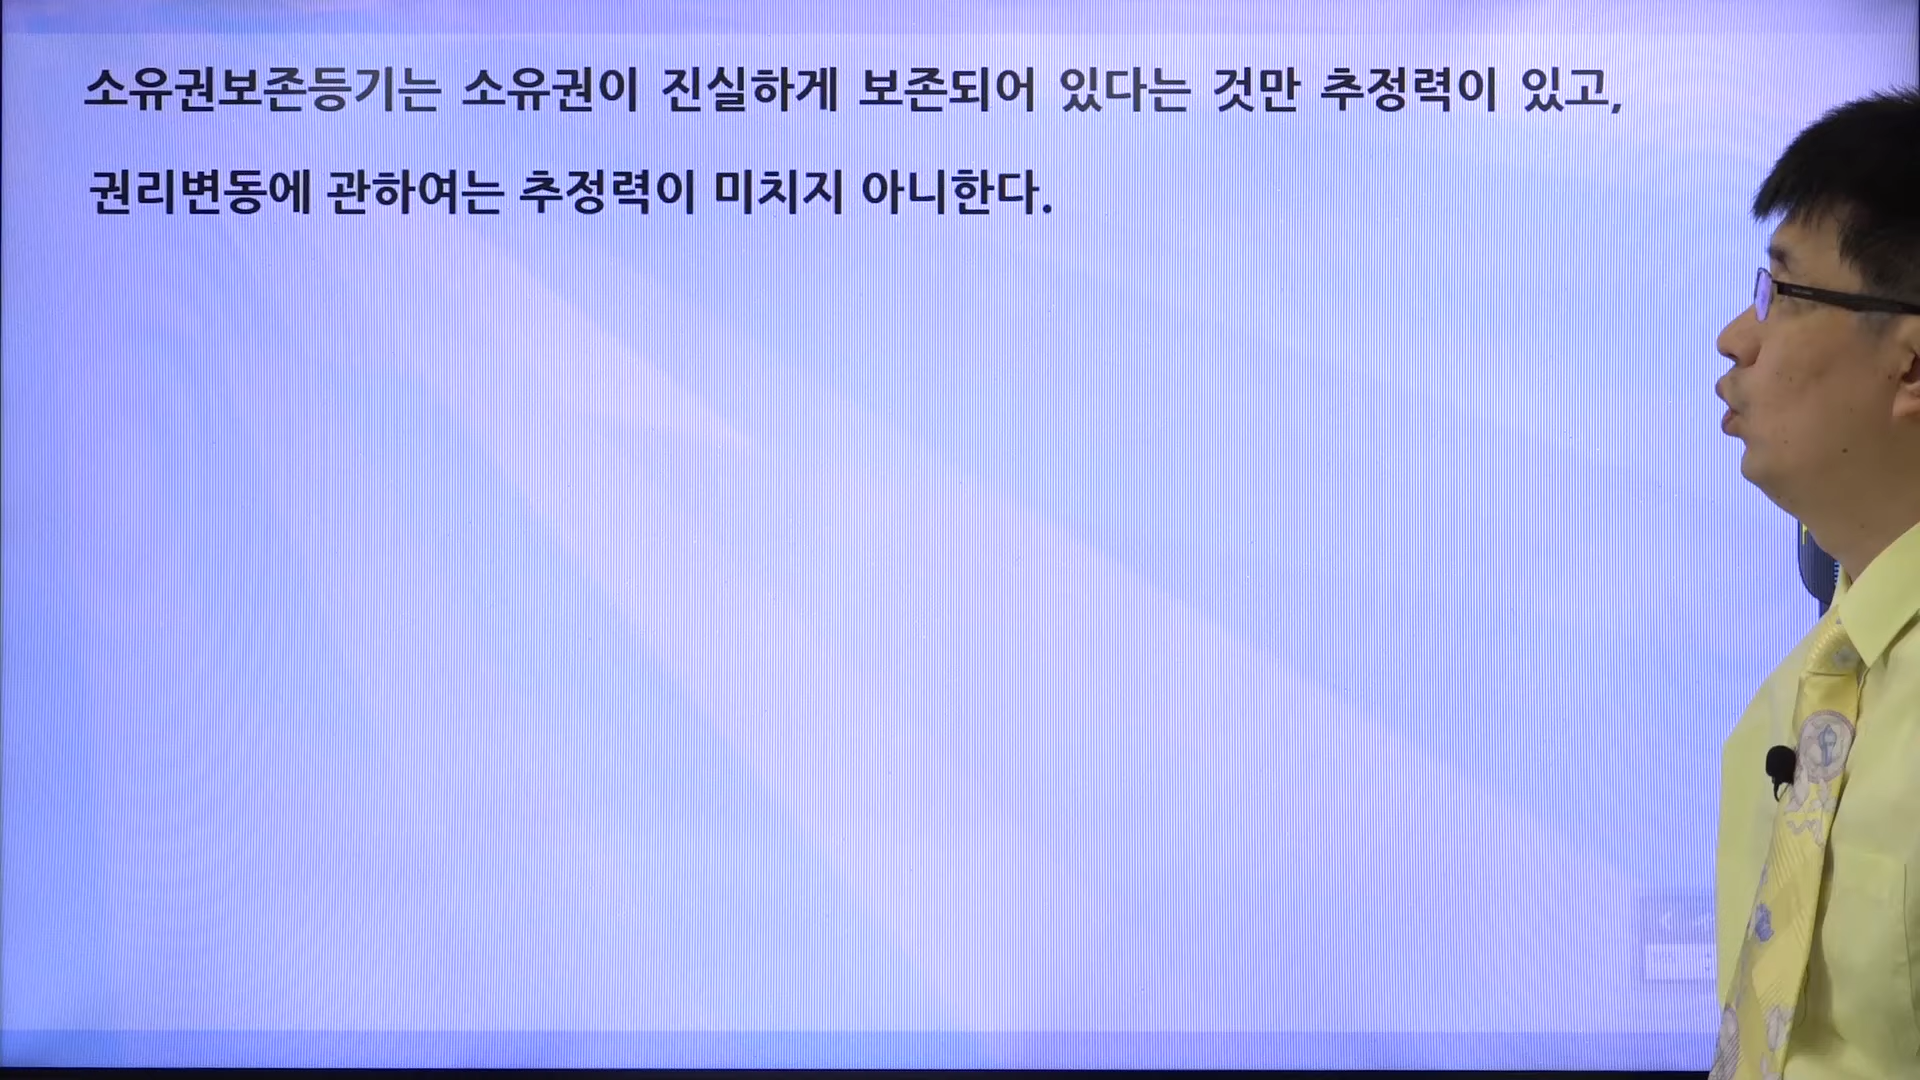 소유권보존등기는 소유권이 진실하게 보존되어 있다는 것만 추정력이 있고,
권리변동에 관하여는 추정력이 미치지 아니한다.